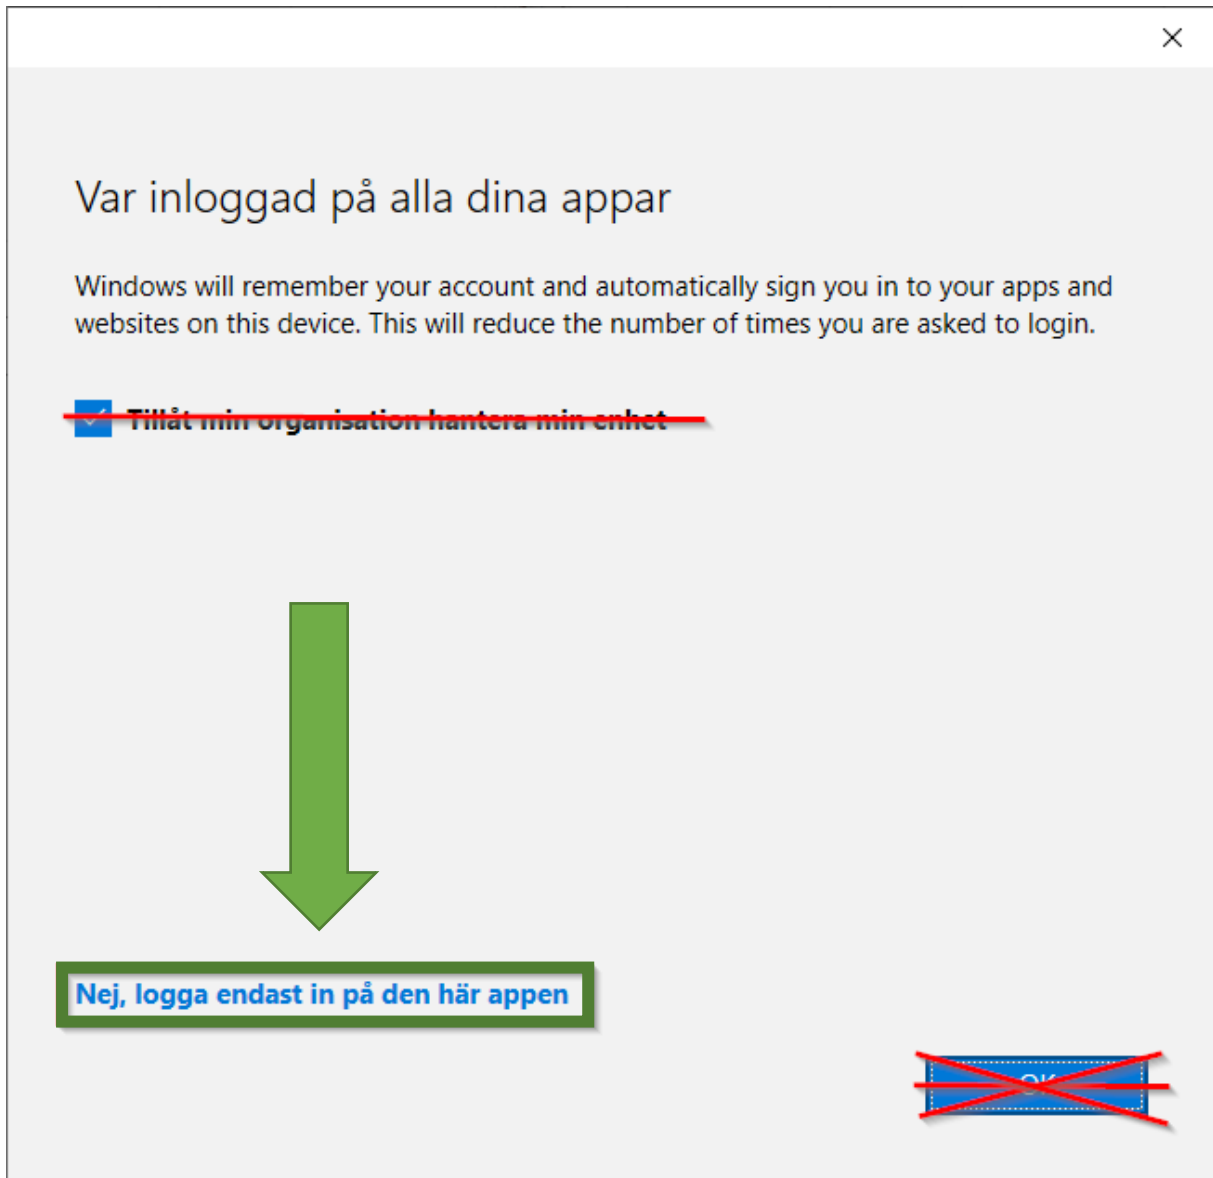 Var inloggad på alla dina appar
Windows will remember your account and automatically sign you in to your apps and
websites on this device. This will reduce the number of times you are asked to login.
Tillåt min organisation hantera min enhet
Nej, logga endast in på den här appen
OK